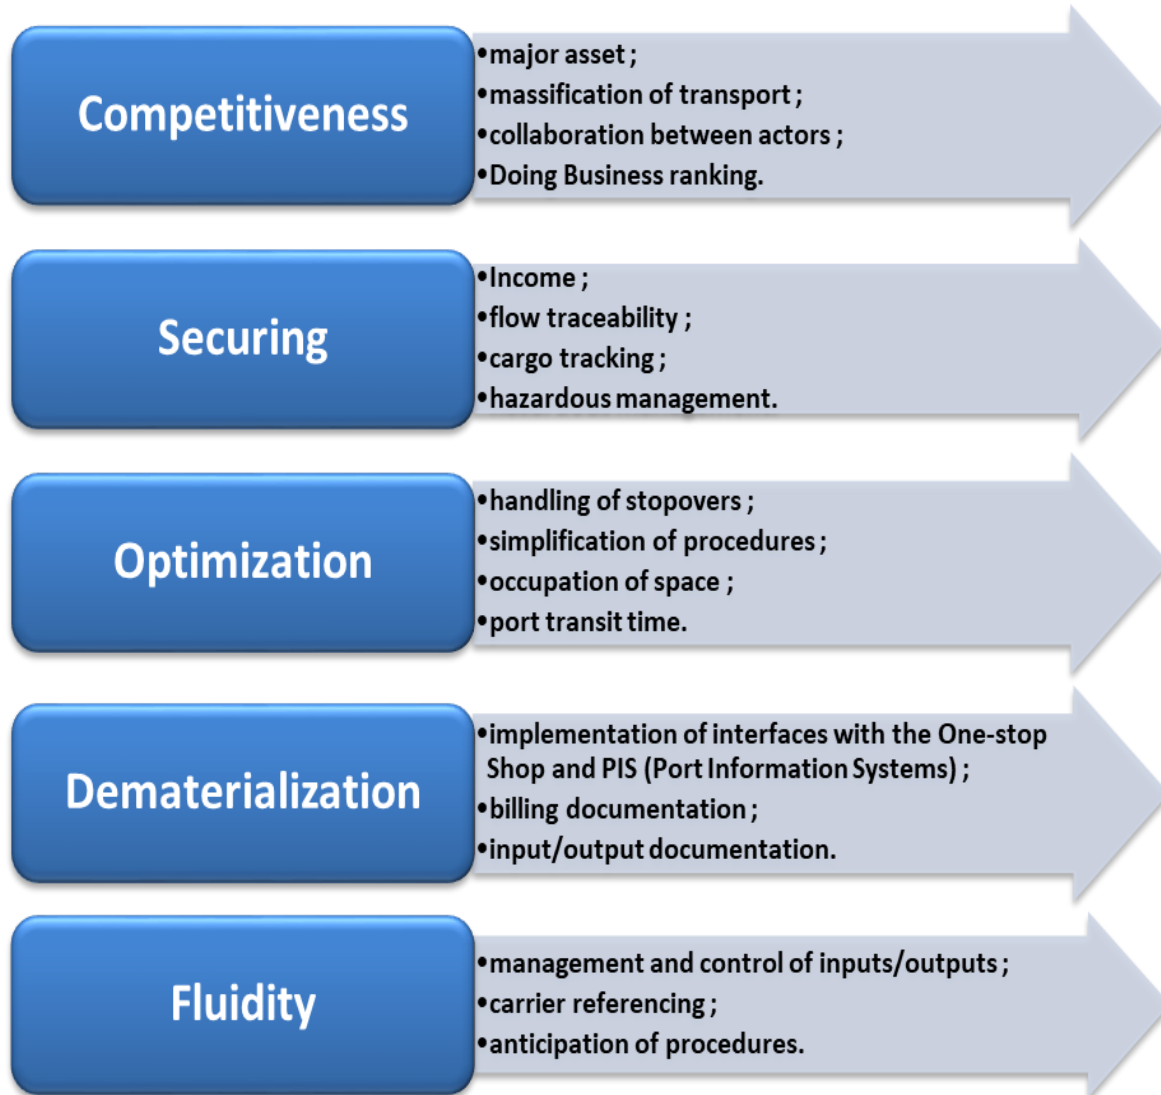 Competitiveness
•major asset ;
•massification of transport ;
•collaboration between actors ;
•Doing Business ranking.
Securing
•Income ;
•flow traceability ;
•cargo tracking ;
•hazardous management.
Optimization
•handling of stopovers ;
•simplification of procedures ;
•occupation of space ;
•port transit time.
Dematerialization
•implementation of interfaces with the One-stop
Shop and PIS (Port Information Systems) ;
•billing documentation ;
•input/output documentation.
Fluidity
•management and control of inputs/outputs ;
•carrier referencing ;
•anticipation of procedures.